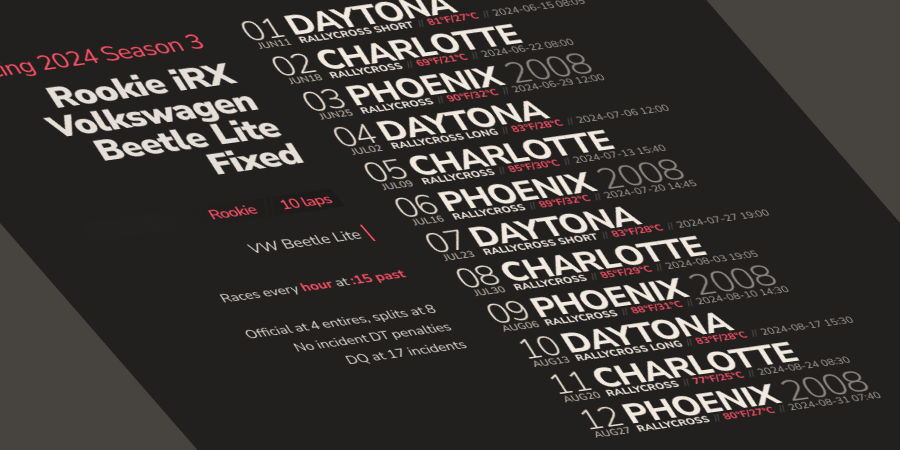 ing 2024 Season 3
Rookie iRX
Volkswagen
Beetle Lite
Fixed
Rookie 10 laps
VW Beetle Lite
Races every hour at :15 past
Official at 4 entires, splits at 8
No incident DT penalties
DQ at 17 incidents
01 DAYTONA
JUN11 RALLYCROSS SHORT // 81°F/27°C // 2024-06-15 08:05
02 CHARLOTTE
JUN18 RALLYCROSS // 69°F/21°C // 2024-06-22 08:00
03 PHOENIX 2008
JUN25 RALLYCROSS // 90°F/32°C // 2024-06-29 12:00
04 DAYTONA
JUL02 RALLYCROSS LONG // 83°F/28°C // 2024-07-06 12:00
05 CHARLOTTE
JUL09 RALLYCROSS // 85°F/30°C // 2024-07-13 15:40
06 PHOENIX 2008
JUL16 RALLYCROSS // 89°F/32°C // 2024-07-20 14:45
07 DAYTONA
JUL23 RALLYCROSS SHORT // 83°F/28°C // 2024-07-27 19:00
08 CHARLOTTE
JUL30 RALLYCROSS // 85°F/29°C // 2024-08-03 19:05
09 PHOENIX 2008
AUG06 RALLYCROSS // 88°F/31°C // 2024-08-10 14:30
10 DAYTONA
AUG13 RALLYCROSS LONG // 83°F/28°C // 2024-08-17 15:30
11 CHARLOTTE
AUG20 RALLYCROSS // 77°F/25°C // 2024-08-24 08:30
12 PHOENIX 2008
AUG27 RALLYCROSS // 80°F/27°C // 2024-08-31 07:40